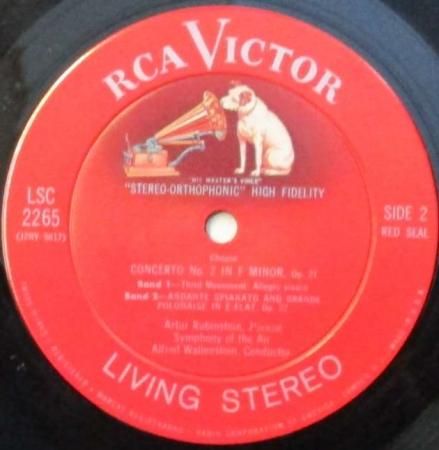 RCA VICTOR
"HIS MASTER'S VOICE"
"STEREO-ORTHOPHONIC" HIGH FIDELITY
LSC
2265
SIDE 2
RED SEAL
Chopin
CONCERTO No. 2 IN F MINOR, Op. 21
Band 1—Third Movement: Allegro vivace
Band 2—ANDANTE SPIANATO AND GRANDE
POLONAISE IN E-FLAT, Op. 22
Artur Rubinstein, Pianist
Symphony of the Air
Alfred Wallenstein, Conductor
LIVING STEREO